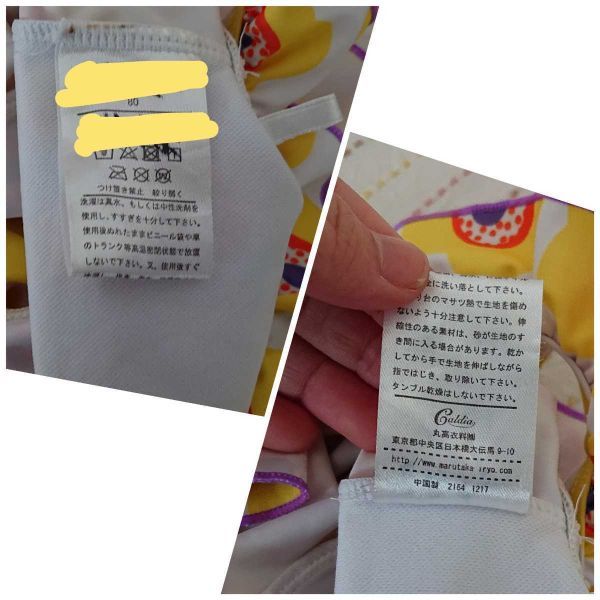 80
つけ置き禁止 絞り弱く
洗濯は真水、もしくは中性洗剤を
使用し、すすぎを十分して下さい。
使用後ぬれたままビニール袋や車
のトランク等高温密閉状態で放置
しないで下さい。又、使用後すぐ
に洗い落として下さい。
り台のマサツ熱で生地を傷め
ないよう十分注意して下さい。伸
縮性のある素材は、砂が生地のす
き間に入る場合があります。乾か
してから手で生地を伸ばしながら
指ではじき、取り除いて下さい。
タンブル乾燥はしないで下さい。
Caldia
丸高衣料㈱
東京都中央区日本橋大伝馬9-10
http://www.marutaka iryo.com
中国製 2164 1217